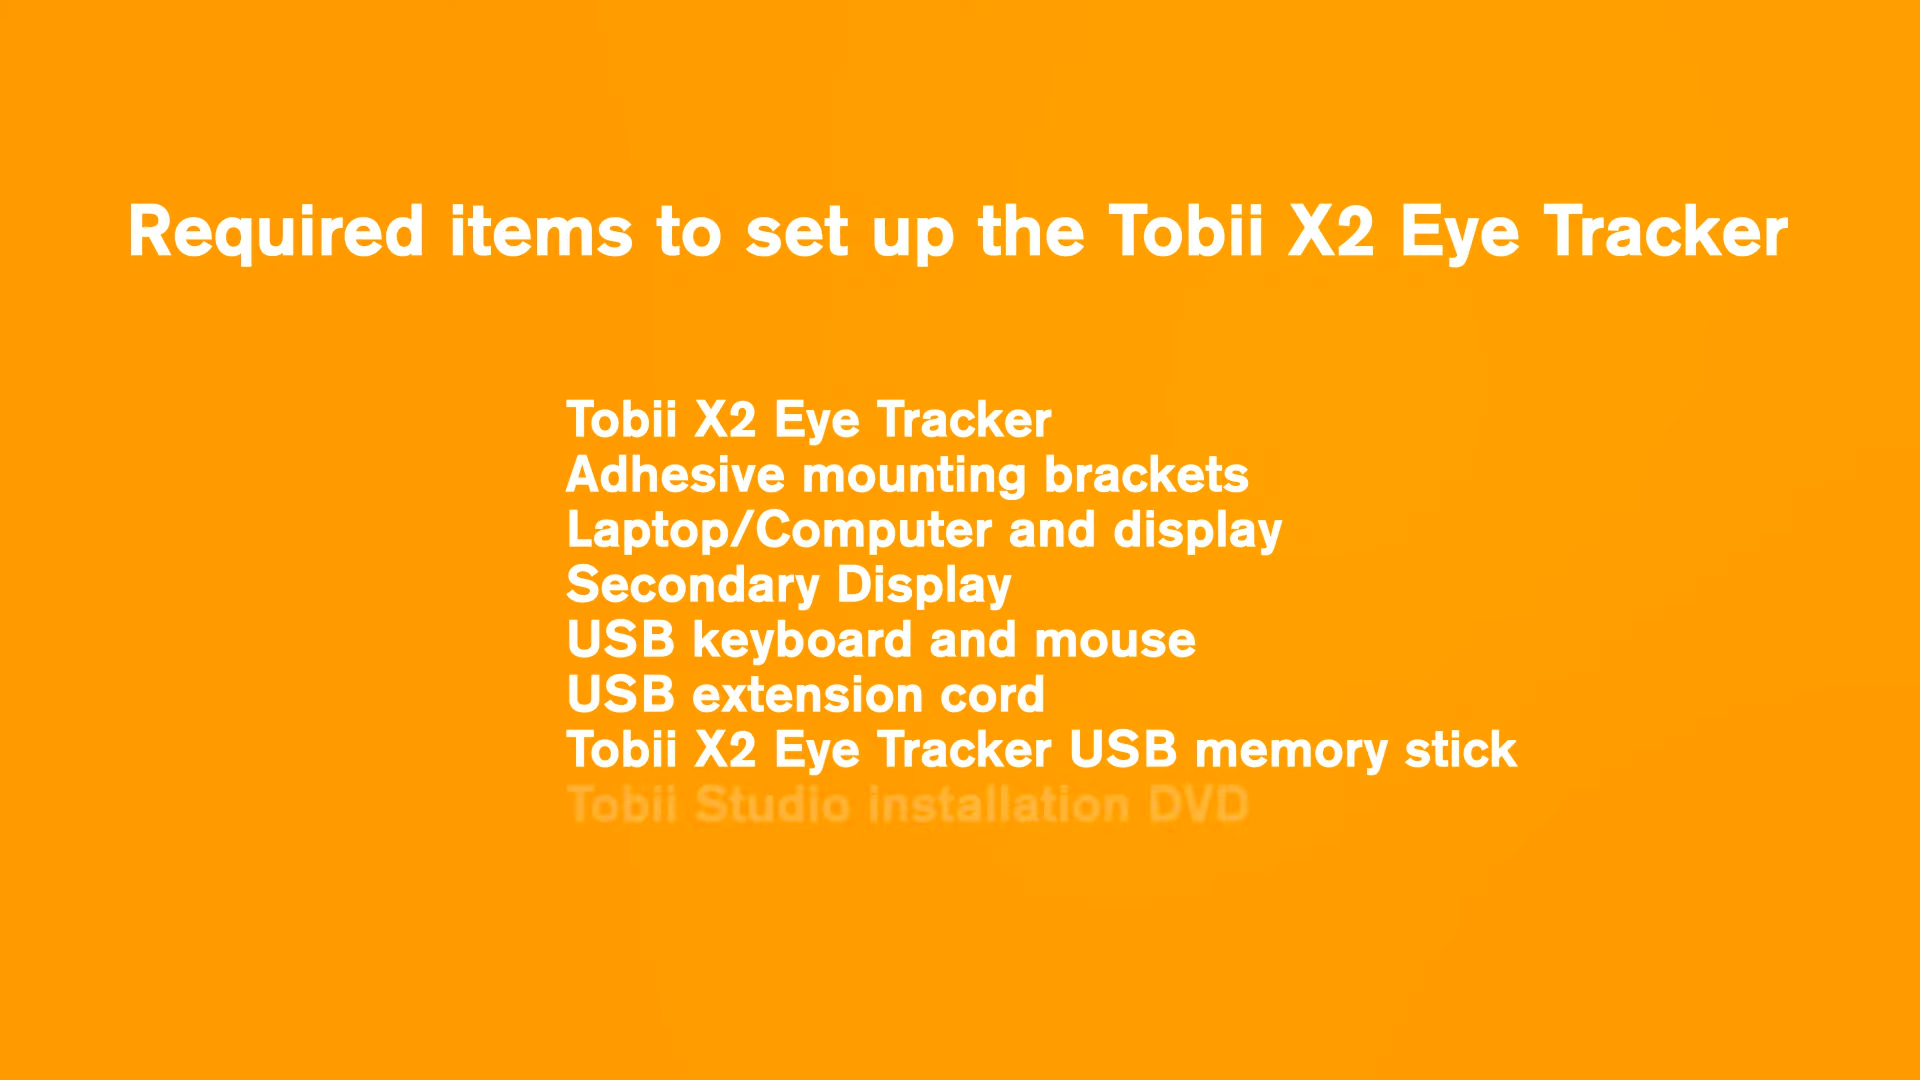 Required items to set up the Tobii X2 Eye Tracker
Tobii X2 Eye Tracker
Adhesive mounting brackets
Laptop/Computer and display
Secondary Display
USB keyboard and mouse
USB extension cord
Tobii X2 Eye Tracker USB memory stick
Tobii Studio installation DVD